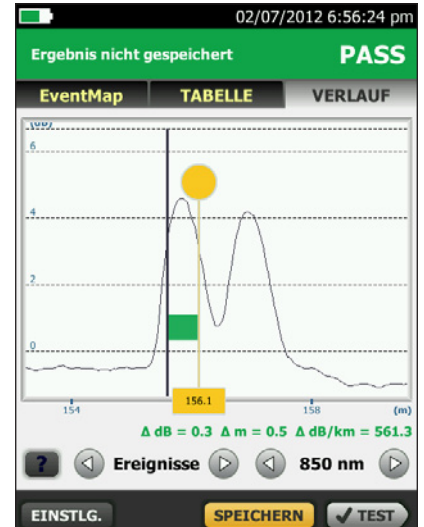 02/07/2012 6:56:24 pm
Ergebnis nicht gespeichert PASS
EventMap TABELLE VERLAUF
(dB)
6
4
2
0
156.1
154 158 (m)
Δ dB = 0.3 Δ m = 0.5 Δ dB/km = 561.3
? Ereignisse 850 nm
EINSTLG. SPEICHERN TEST